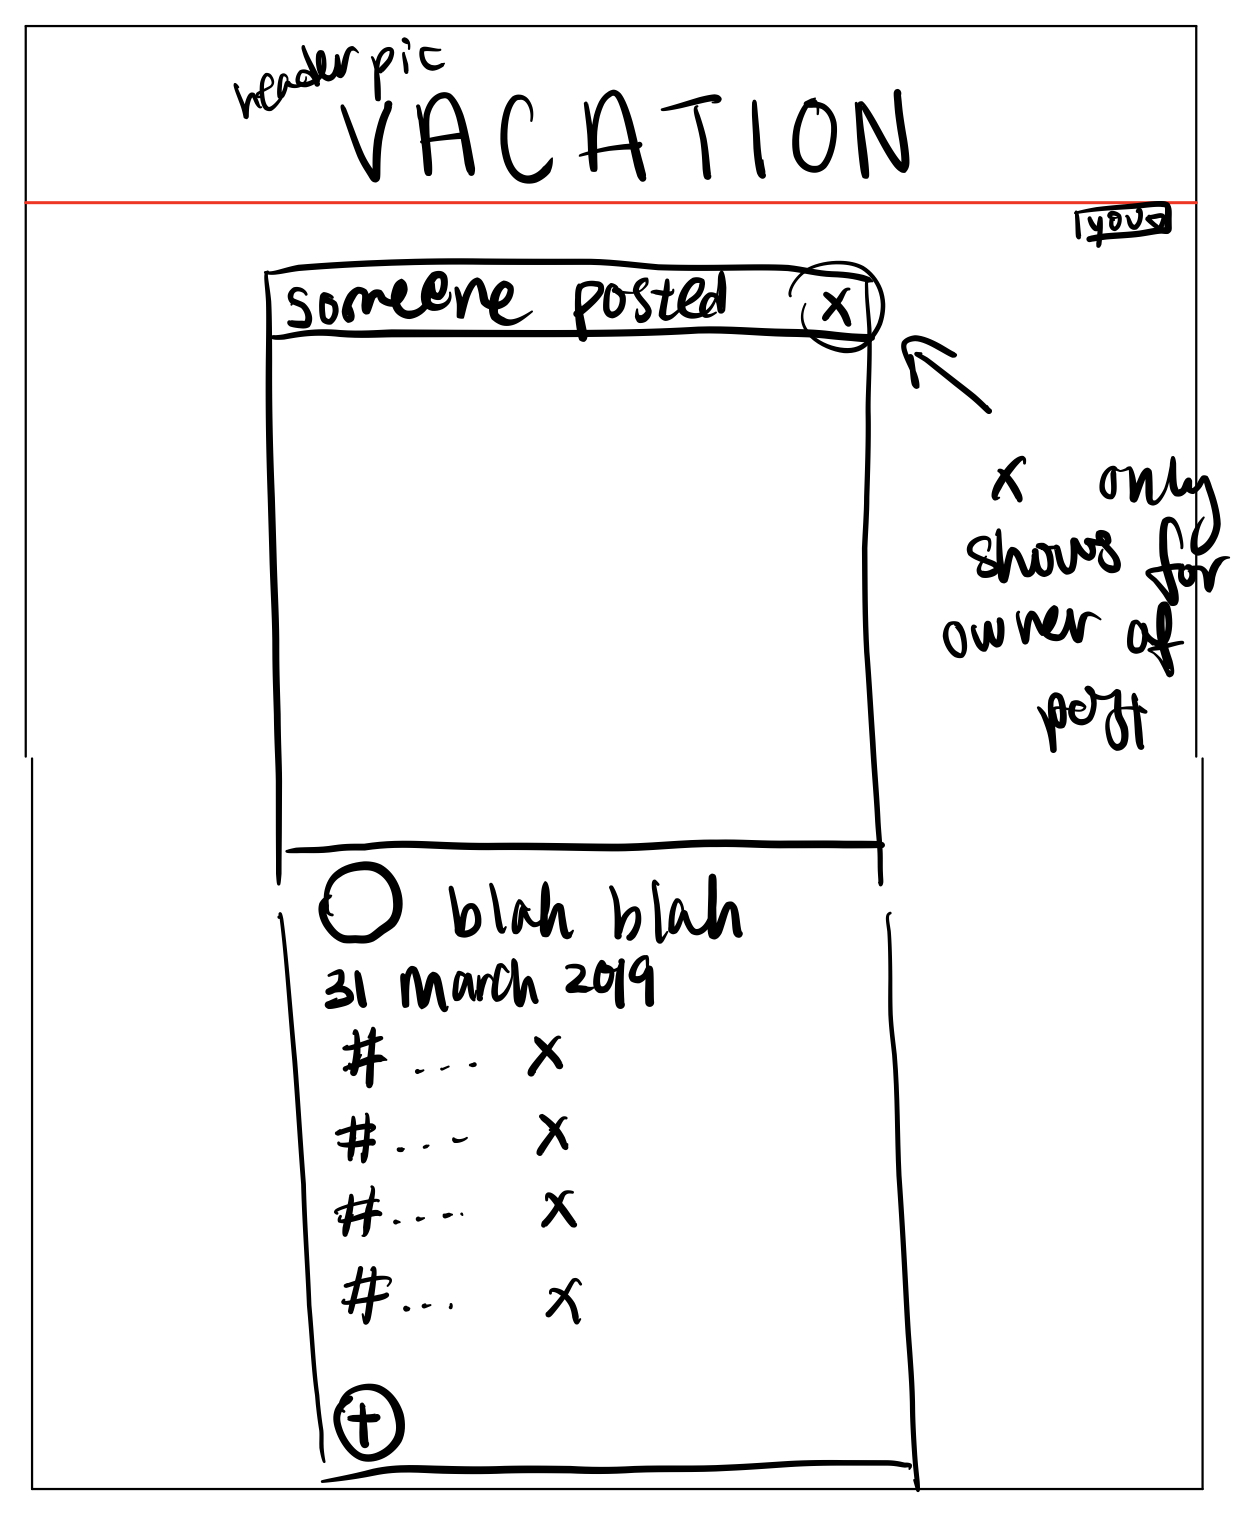 header pic
VACATION
you
someone posted X
X only
shows for
owner of
post
blah blah
31 march 2019
# .... X
# .... X
# .... X
# .... X
+